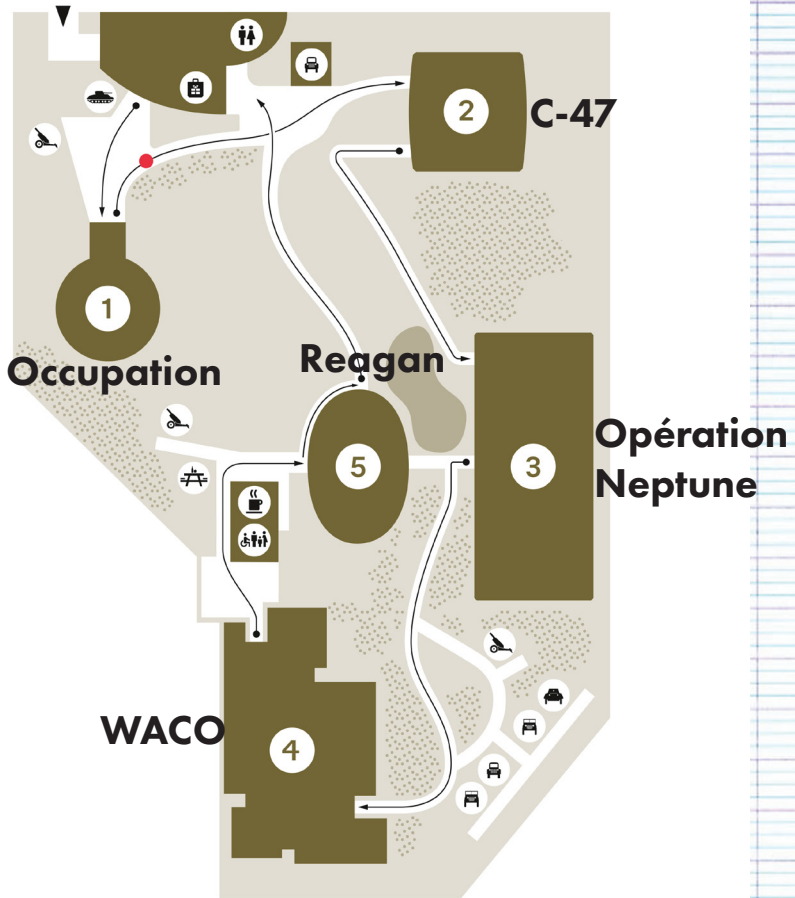 2
C-47
1
Occupation
Reagan
5
3
Opération
Neptune
WACO
4